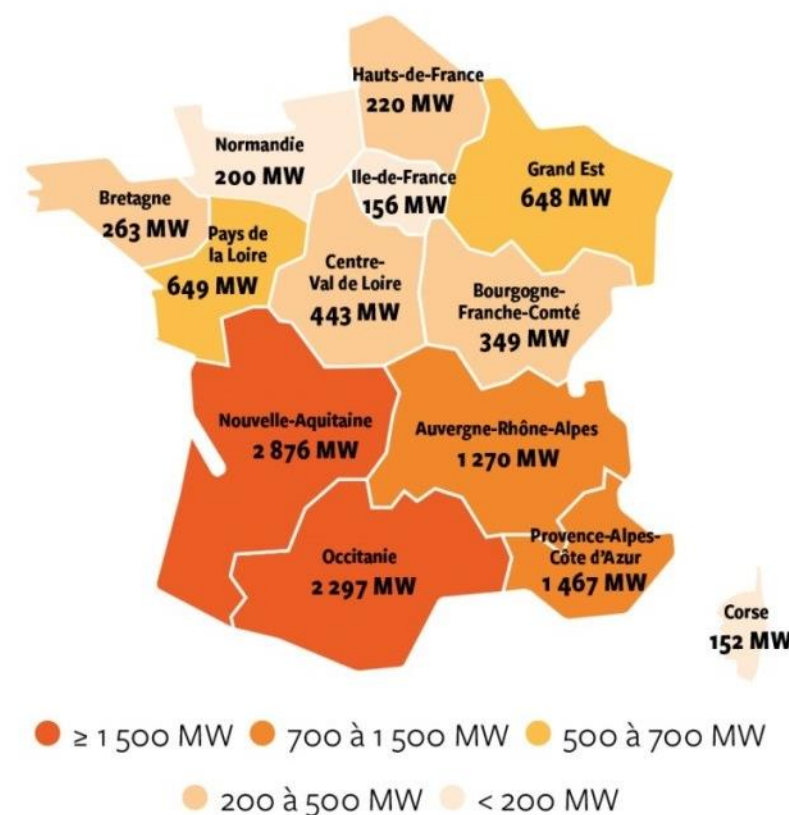 Hauts-de-France
220 MW
Normandie
200 MW
Ile-de-France
156 MW
Grand Est
648 MW
Bretagne
263 MW
Pays de
la Loire
649 MW
Centre-
Val de Loire
443 MW
Bourgogne-
Franche-Comté
349 MW
Nouvelle-Aquitaine
2 876 MW
Auvergne-Rhône-Alpes
1 270 MW
Occitanie
2 297 MW
Provence-Alpes-
Côte d'Azur
1 467 MW
Corse
152 MW
≥ 1 500 MW 700 à 1 500 MW 500 à 700 MW
200 à 500 MW < 200 MW